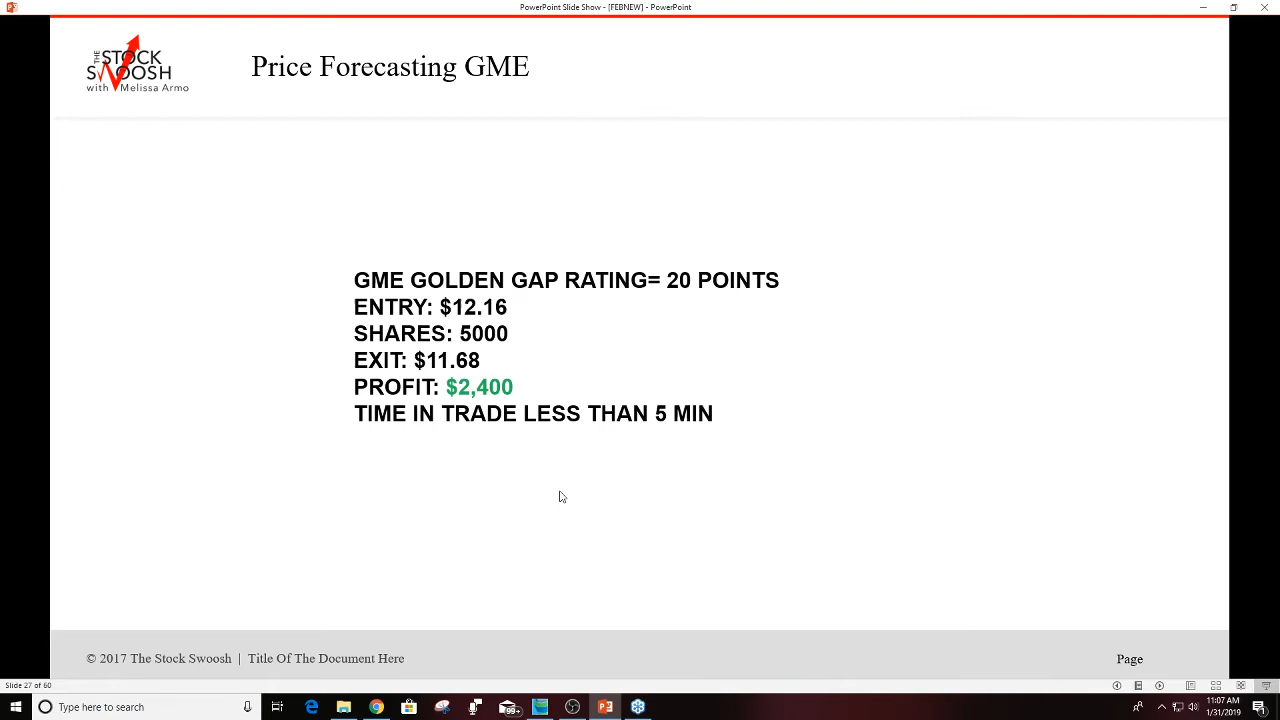 PowerPoint Slide Show - [FEBNEW] - PowerPoint
THE STOCK SWOOSH
with Melissa Armo
Price Forecasting GME
GME GOLDEN GAP RATING= 20 POINTS
ENTRY: $12.16
SHARES: 5000
EXIT: $11.68
PROFIT: $2,400
TIME IN TRADE LESS THAN 5 MIN
© 2017 The Stock Swoosh | Title Of The Document Here
Page
Slide 27 of 60
Type here to search
99+
11:07 AM
1/31/2019
1